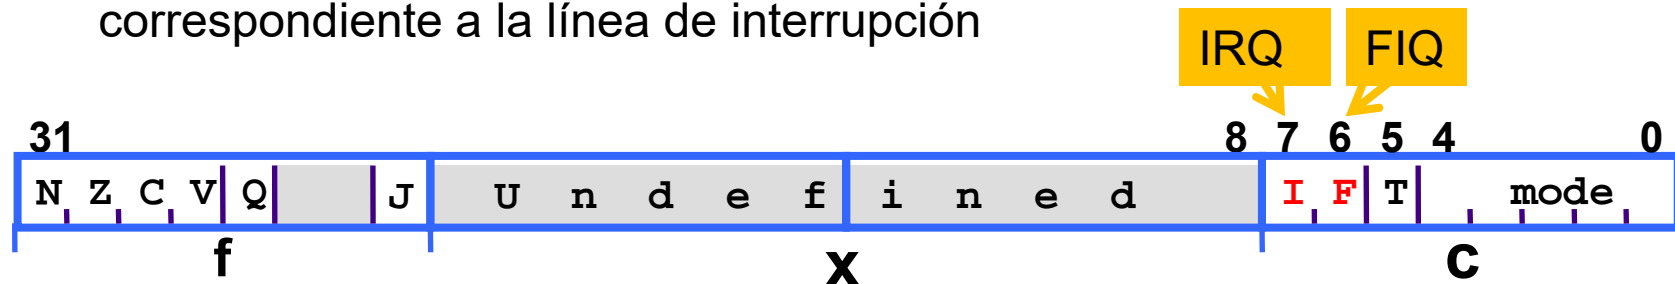 correspondiente a la línea de interrupción
IRQ FIQ
31 8 7 6 5 4 0
N Z C V Q J U n d e f i n e d I F T mode
f x c